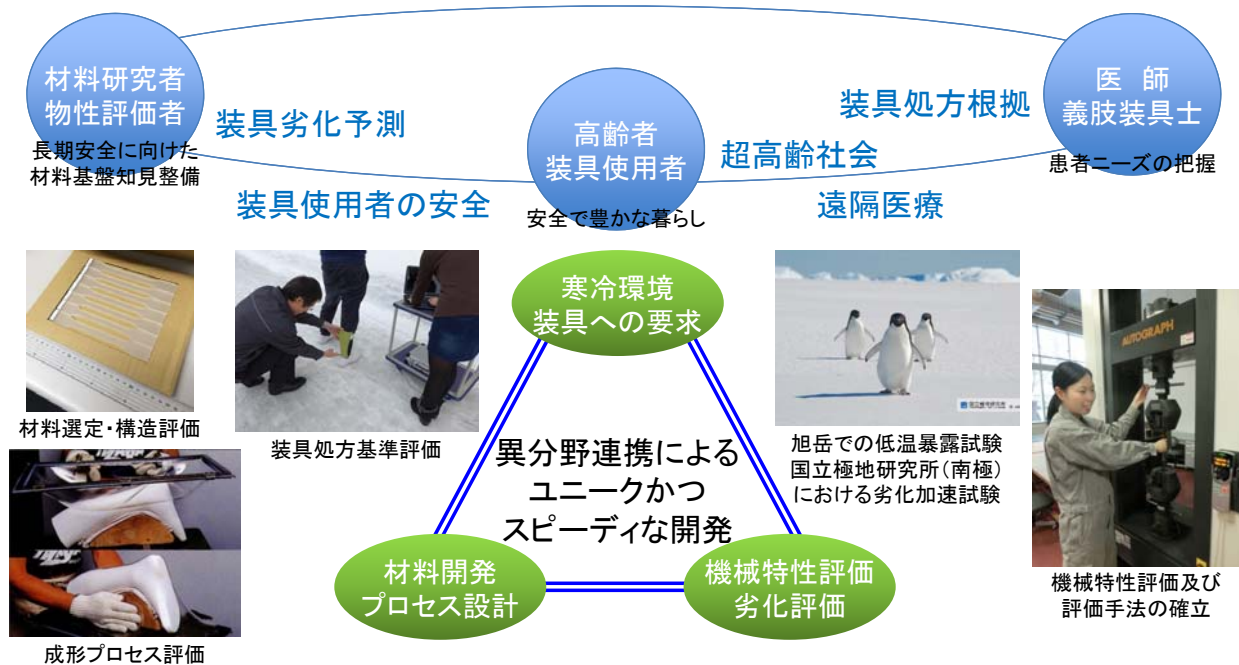 材料研究者
物性評価者
長期安全に向けた
材料基盤知見整備
装具劣化予測
装具使用者の安全
高齢者
装具使用者
安全で豊かな暮らし
装具処方根拠
超高齢社会
遠隔医療
医 師
義肢装具士
患者ニーズの把握
寒冷環境
装具への要求
材料選定・構造評価
装具処方基準評価
異分野連携による
ユニークかつ
スピーディな開発
国立極地研究所
旭岳での低温暴露試験
国立極地研究所(南極)
における劣化加速試験
AUTOGRAPH
材料開発
プロセス設計
機械特性評価
劣化評価
機械特性評価及び
評価手法の確立
成形プロセス評価